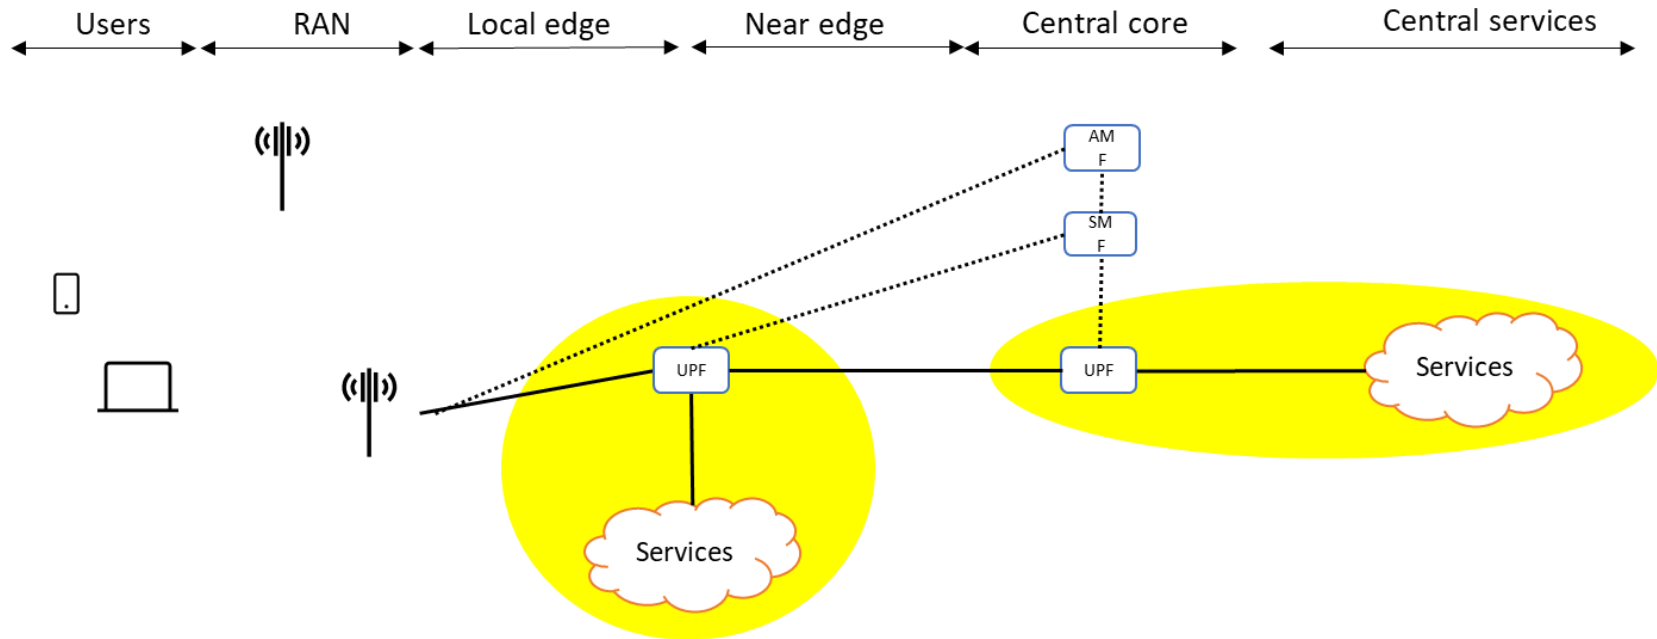 Users
RAN
Local edge
Near edge
Central core
Central services
AM
F
SM
F
UPF
UPF
Services
Services